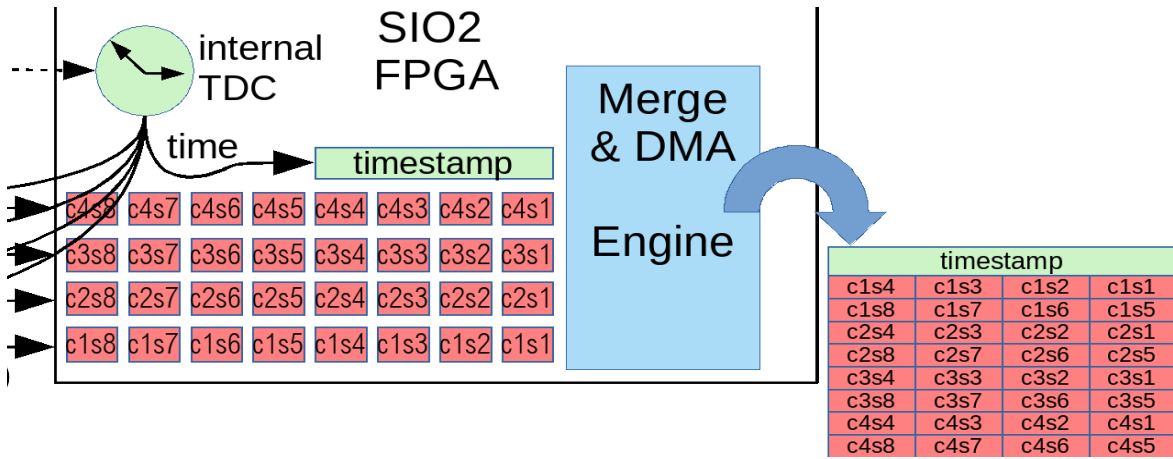 SIO2
FPGA
internal
TDC
time
timestamp
c4s8 c4s7 c4s6 c4s5 c4s4 c4s3 c4s2 c4s1
c3s8 c3s7 c3s6 c3s5 c3s4 c3s3 c3s2 c3s1
c2s8 c2s7 c2s6 c2s5 c2s4 c2s3 c2s2 c2s1
c1s8 c1s7 c1s6 c1s5 c1s4 c1s3 c1s2 c1s1
Merge
& DMA
Engine
timestamp
c1s4 c1s3 c1s2 c1s1
c1s8 c1s7 c1s6 c1s5
c2s4 c2s3 c2s2 c2s1
c2s8 c2s7 c2s6 c2s5
c3s4 c3s3 c3s2 c3s1
c3s8 c3s7 c3s6 c3s5
c4s4 c4s3 c4s2 c4s1
c4s8 c4s7 c4s6 c4s5